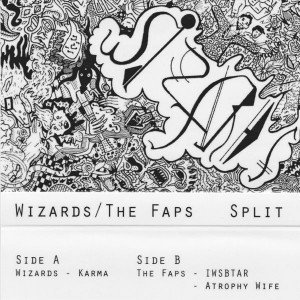 Wizards/The Faps Split
Side A
Wizards - Karma
Side B
The Faps - IWSBTAR
- Atrophy Wife